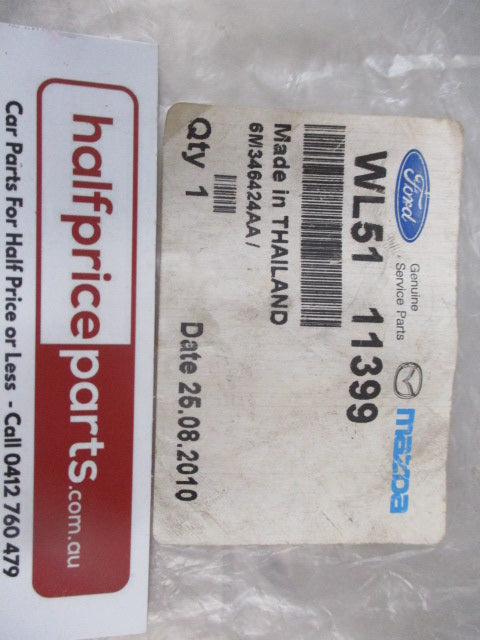 Ford
Genuine
Service Parts
mazda
WL51 11399
Made in THAILAND
6M346424AA /
Qty 1
Date 25.08.2010
halfpriceparts.com.au
Car Parts For Half Price or Less - Call 0412 760 479